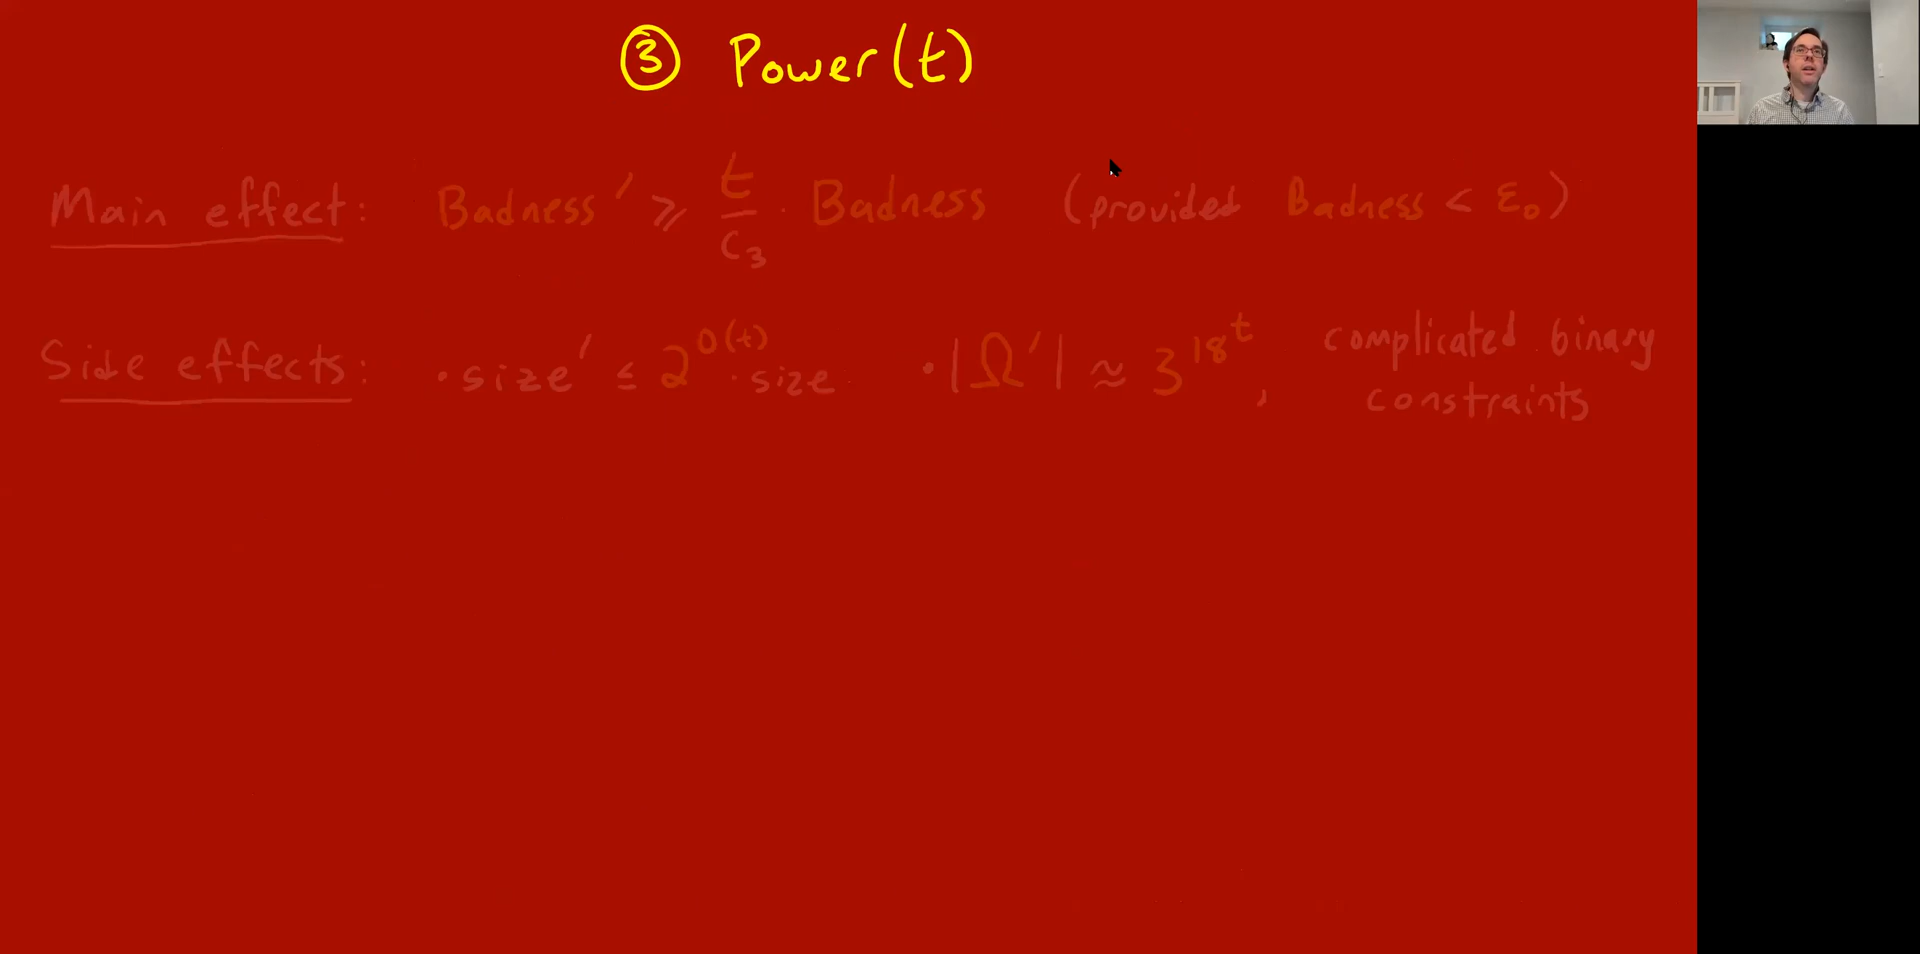 ③ Power(t)
Main effect: Badness′ ⩾ t/c₃ · Badness (provided Badness < ε₀)
Side effects: · size′ ≤ 2^O(t) · size · |Ω′| ≈ 3^18^t, complicated binary constraints